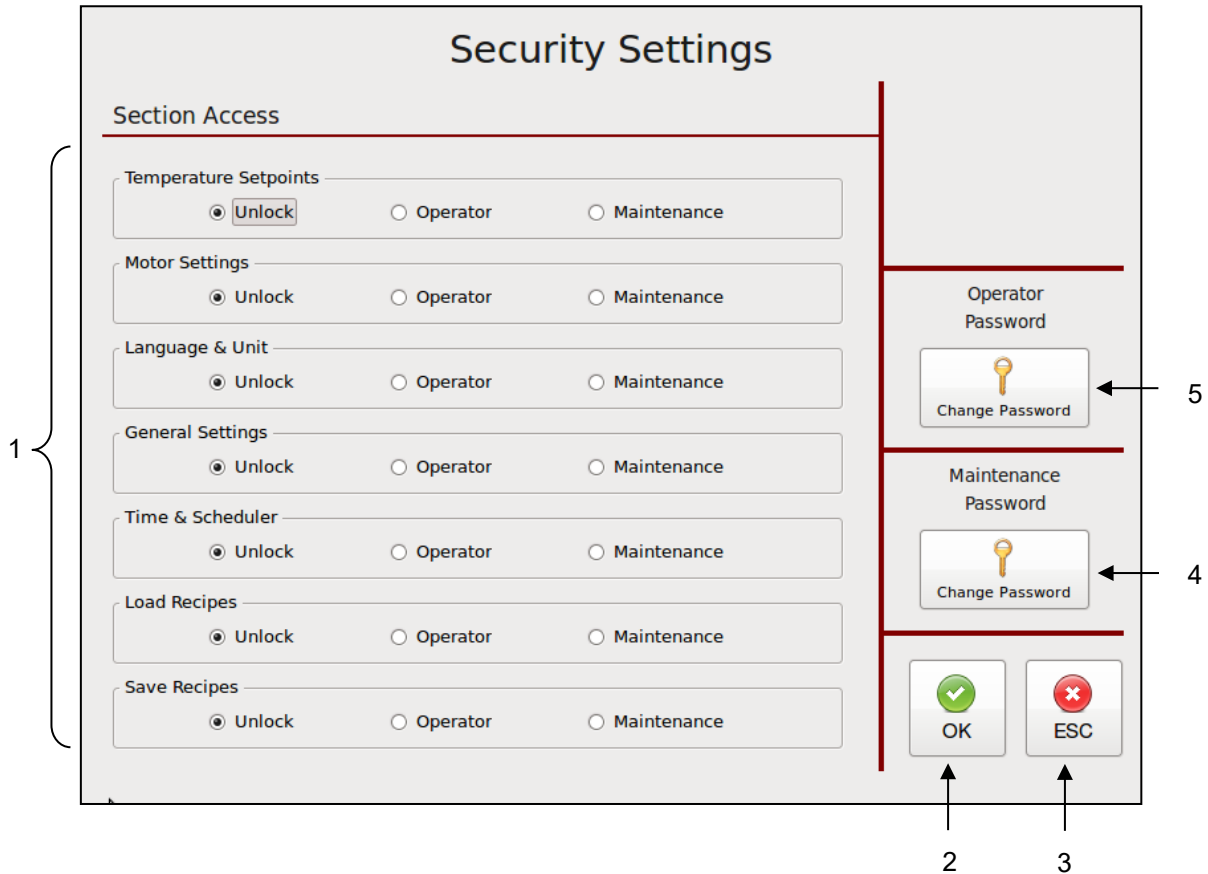 Security Settings
Section Access
Temperature Setpoints
Unlock Operator Maintenance
Motor Settings
Unlock Operator Maintenance
Language & Unit
Unlock Operator Maintenance
General Settings
Unlock Operator Maintenance
Time & Scheduler
Unlock Operator Maintenance
Load Recipes
Unlock Operator Maintenance
Save Recipes
Unlock Operator Maintenance
1
Operator
Password
Change Password
5
Maintenance
Password
Change Password
4
OK ESC
2 3